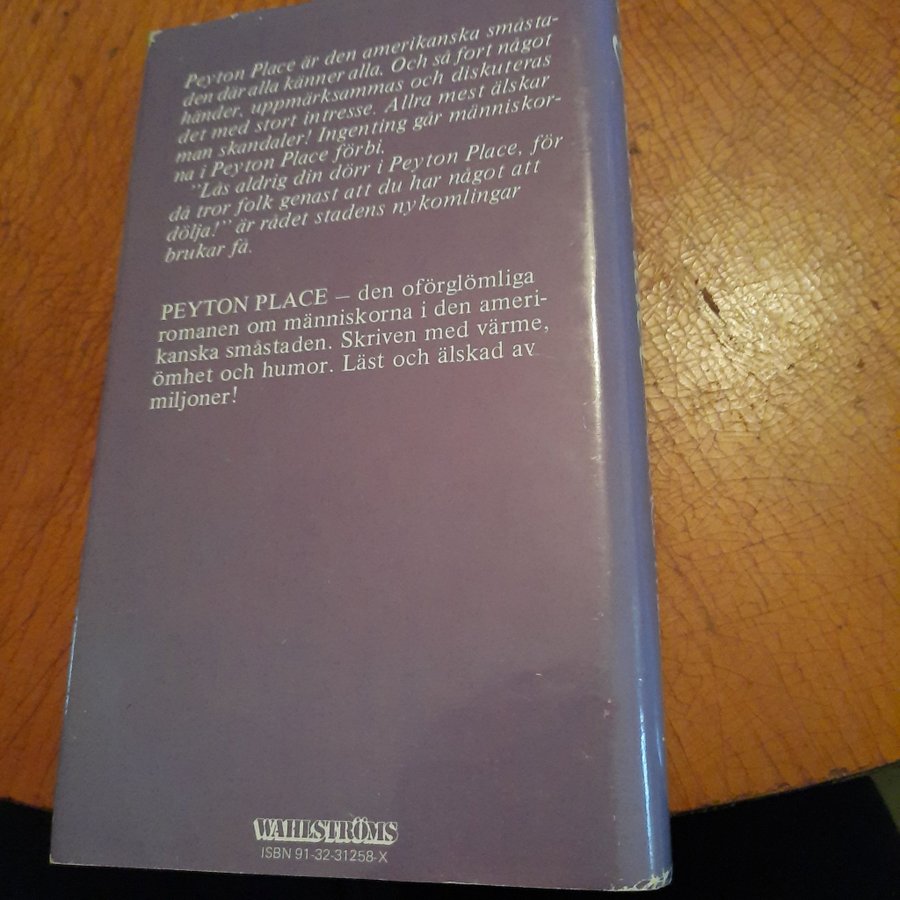 Peyton Place är den amerikanska småsta-
den där alla känner alla. Och så fort något
händer, uppmärksammas och diskuteras
det med stort intresse. Allra mest älskar
man skandaler! Ingenting går människor-
na i Peyton Place förbi.
"Lås aldrig din dörr i Peyton Place, för
då tror folk genast att du har något att
dölja!" är rådet stadens nykomlingar
brukar få.
PEYTON PLACE – den oförglömliga
romanen om människorna i den ameri-
kanska småstaden. Skriven med värme,
ömhet och humor. Läst och älskad av
miljoner!
WAHLSTRÖMS
ISBN 91-32-31258-X